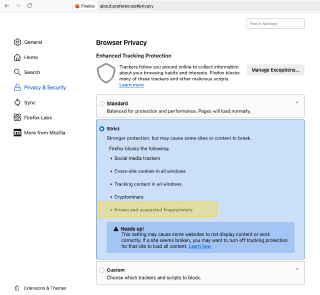 Firefox
about:preferences#privacy
Find in Settings
General
Home
Search
Privacy & Security
Sync
Firefox Labs
More from Mozilla
Extensions & Themes
Browser Privacy
Enhanced Tracking Protection
Trackers follow you around online to collect information
about your browsing habits and interests. Firefox blocks
many of these trackers and other malicious scripts.
Learn more
Manage Exceptions...
Standard
Balanced for protection and performance. Pages will load normally.
Strict
Stronger protection, but may cause some sites or content to break.
Firefox blocks the following:
• Social media trackers
• Cross-site cookies in all windows
• Tracking content in all windows
• Cryptominers
• Known and suspected fingerprinters
Heads up!
This setting may cause some websites to not display content or work
correctly. If a site seems broken, you may want to turn off tracking protection
for that site to load all content. Learn how
Custom
Choose which trackers and scripts to block.